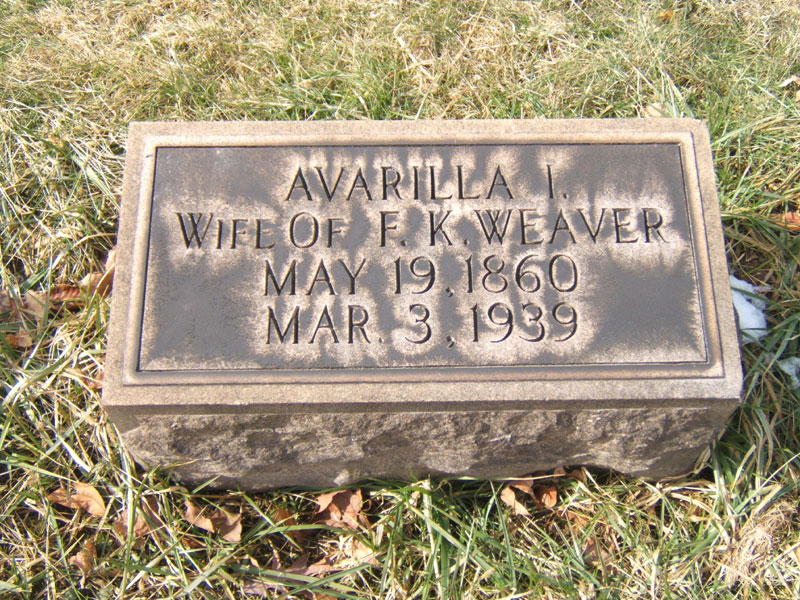 AVARILLA I.
WIFE OF F. K. WEAVER
MAY 19, 1860
MAR. 3, 1939